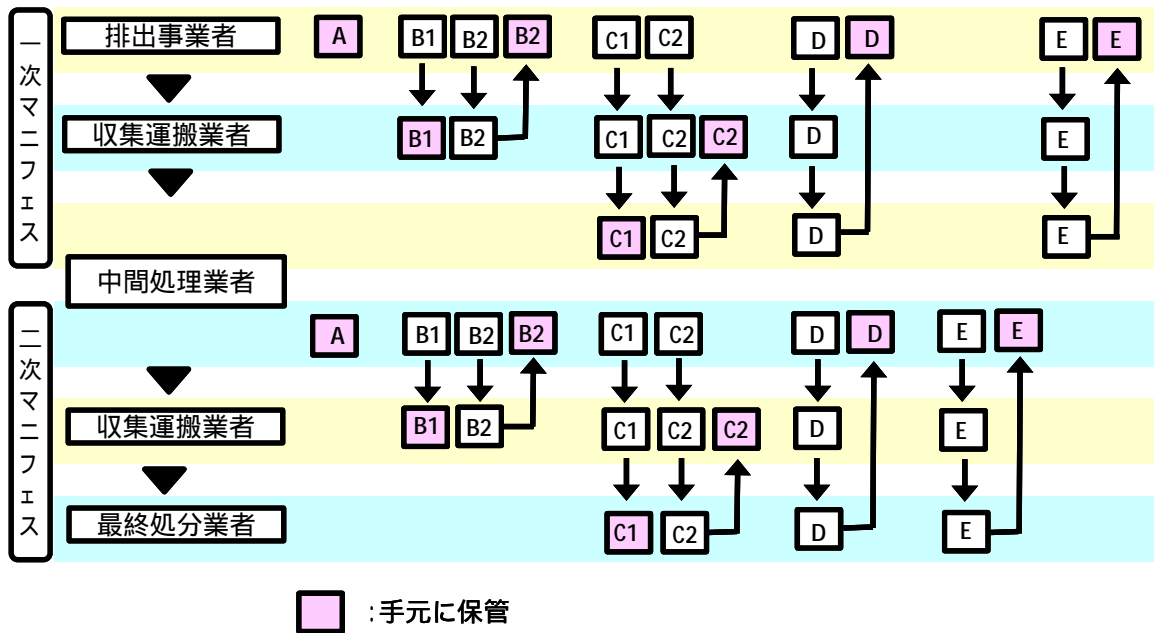 一次マニフェス
排出事業者 A B1 B2 B2 C1 C2 D D E E
収集運搬業者 B1 B2 C1 C2 C2 D E
C1 C2 D E
中間処理業者
二次マニフェス
A B1 B2 B2 C1 C2 D D E E
収集運搬業者 B1 B2 C1 C2 C2 D E
最終処分業者 C1 C2 D E
:手元に保管